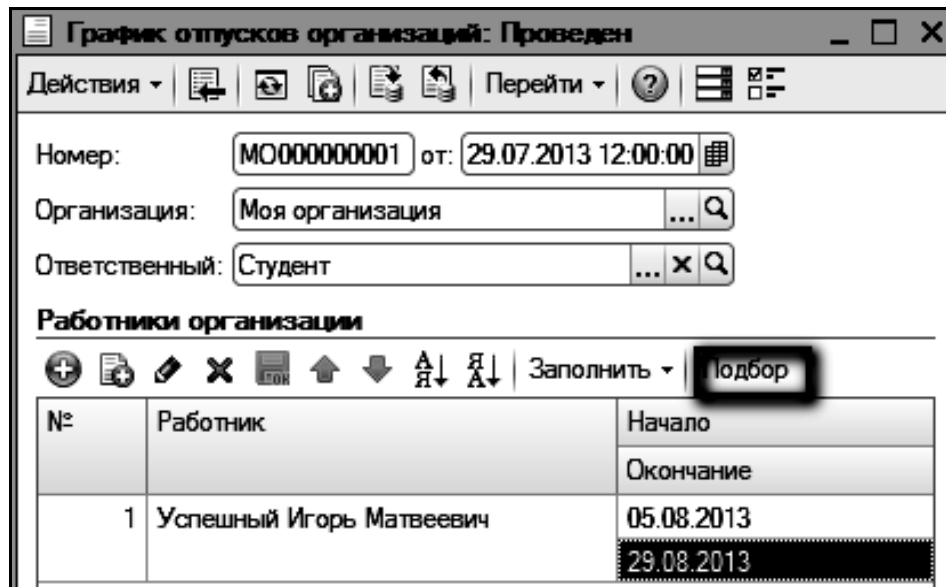 График отпусков организаций: Проведен
Действия Перейти
Номер: МО000000001 от: 29.07.2013 12:00:00
Организация: Моя организация ...
Ответственный: Студент ...
Работники организации
Заполнить Подбор
№ Работник Начало
Окончание
1 Успешный Игорь Матвеевич 05.08.2013
29.08.2013